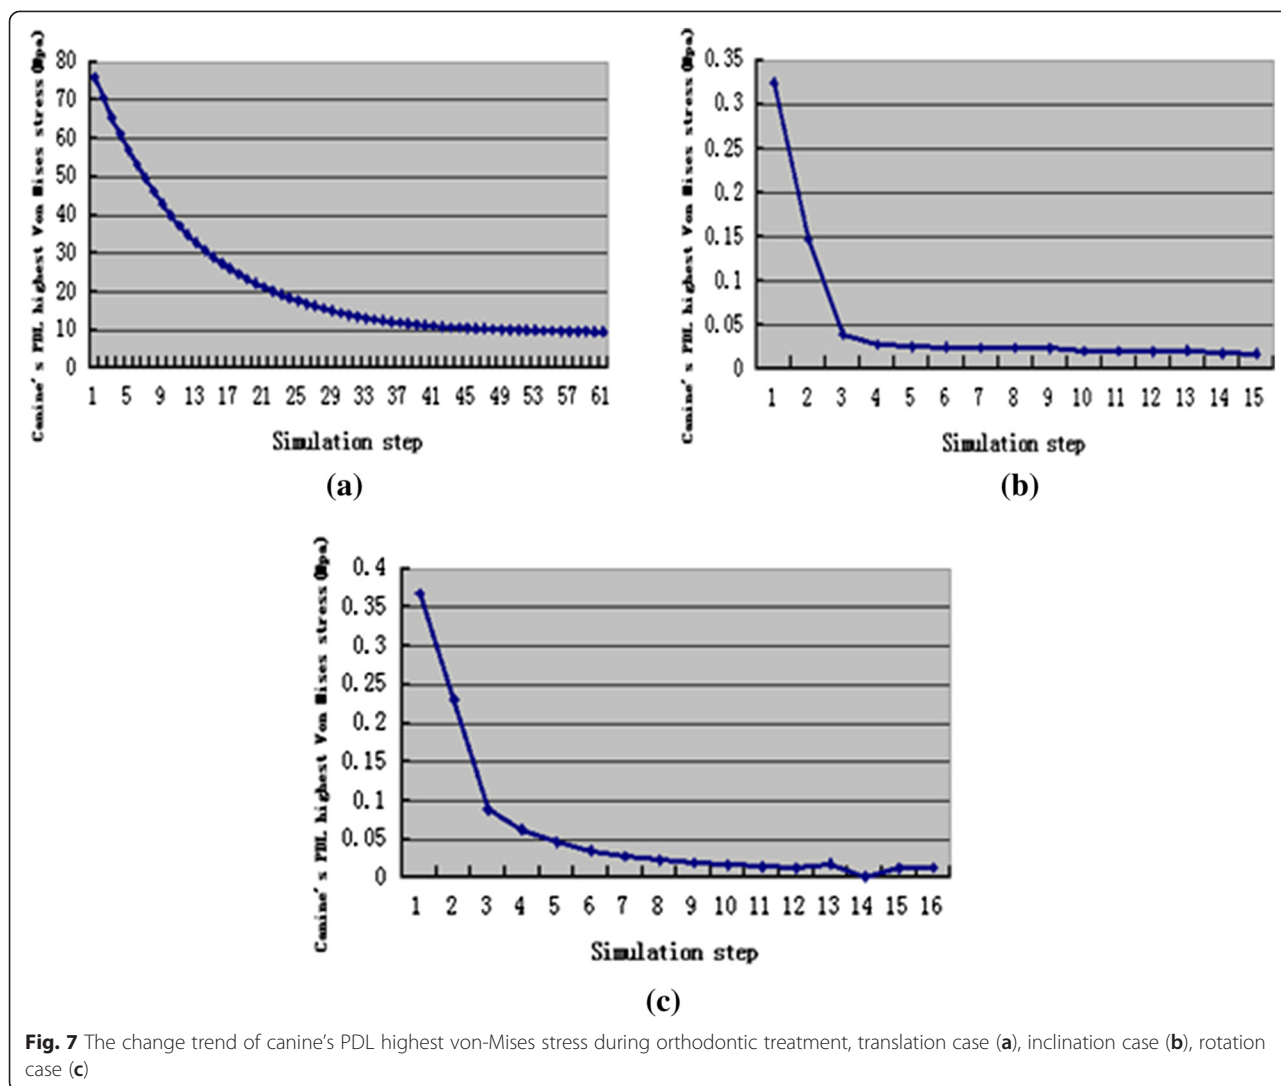 Canine's PDL highest Von Mises stress(Mpa)
80
70
60
50
40
30
20
10
0
1 5 9 13 17 21 25 29 33 37 41 45 49 53 57 61
Simulation step
(a)
Canine's PDL highest Von Mises stress(Mpa)
0.35
0.3
0.25
0.2
0.15
0.1
0.05
0
1 2 3 4 5 6 7 8 9 10 11 12 13 14 15
Simulation step
(b)
Canine's PDL highest Von Mises stress(Mpa)
0.4
0.35
0.3
0.25
0.2
0.15
0.1
0.05
0
1 2 3 4 5 6 7 8 9 10 11 12 13 14 15 16
Simulation step
(c)
Fig. 7 The change trend of canine's PDL highest von-Mises stress during orthodontic treatment, translation case (a), inclination case (b), rotation
case (c)